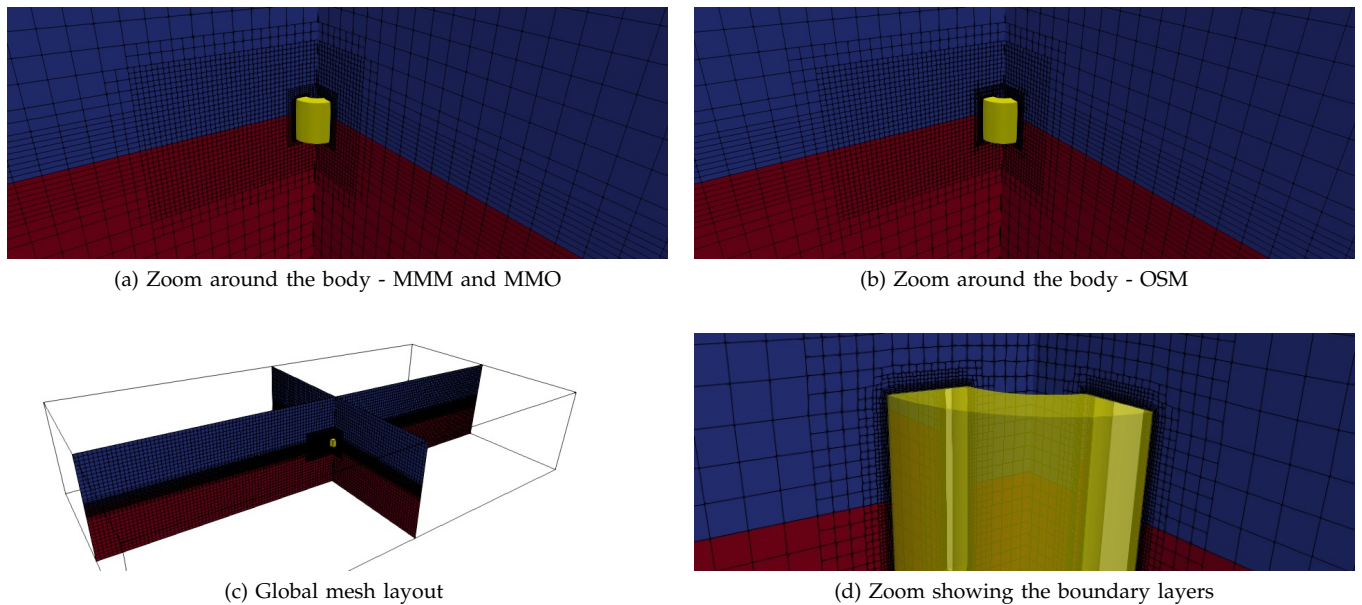 (a) Zoom around the body - MMM and MMO
(b) Zoom around the body - OSM
(c) Global mesh layout
(d) Zoom showing the boundary layers